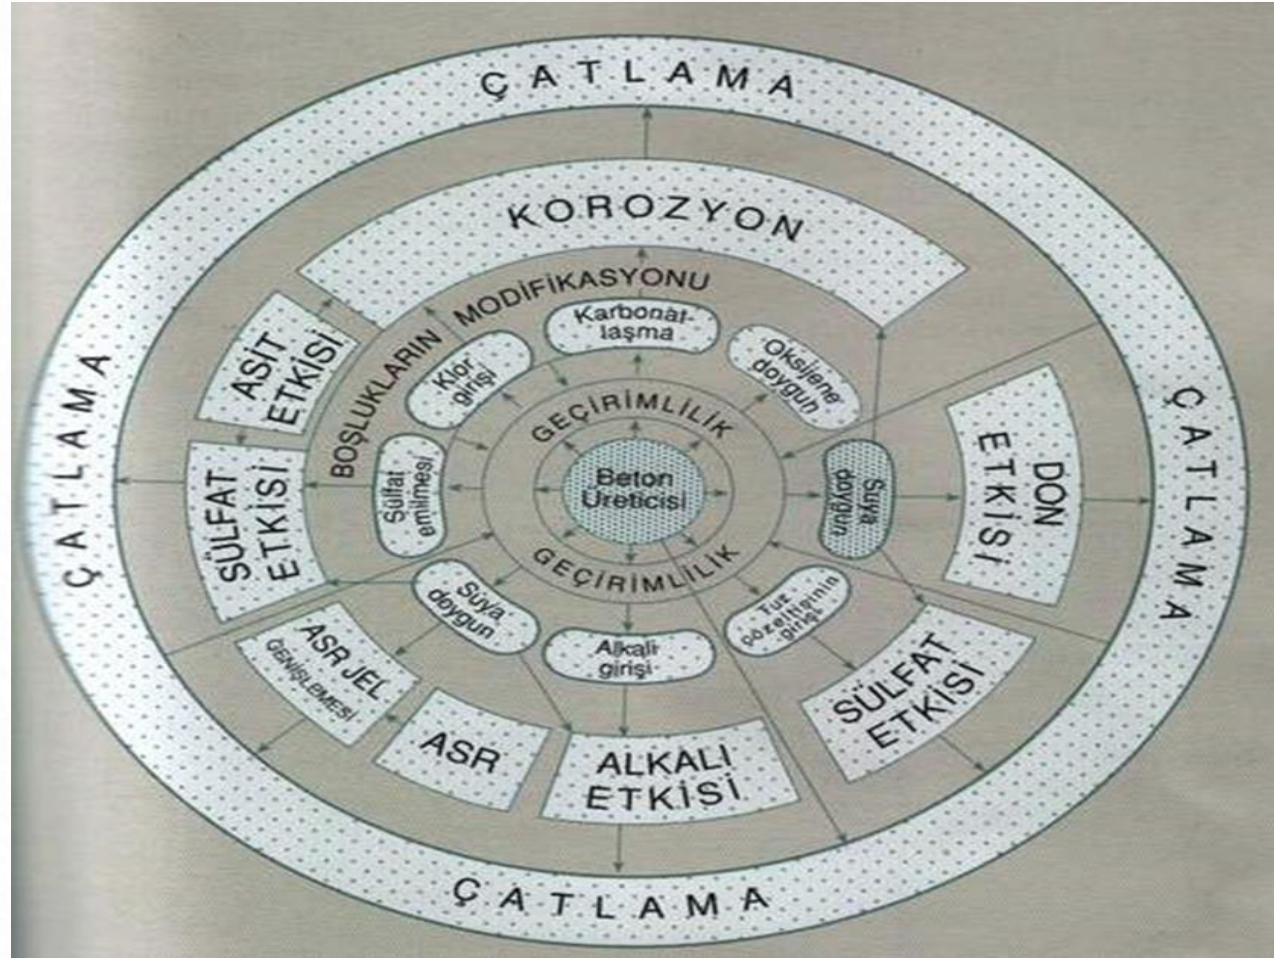 ÇATLAMA
KOROZYON
BOŞLUKLARIN MODİFİKASYONU
Karbonat-
laşma
Klor
girişi
Oksijene
doygun
ASİT
ETKİSİ
GEÇİRİMLİLİK
ÇATLAMA
SÜLFAT
ETKİSİ
Sülfat
emilmesi
Beton
Üreticisi
Suya
doygun
DON
ETKİSİ
ÇATLAMA
GEÇİRİMLİLİK
Suya
doygun
Alkali
girişi
Tuz
çözeltisinin
girişi
ASR JEL
GENİŞLEMESİ
ASR
ALKALI
ETKİSİ
SÜLFAT
ETKİSİ
ÇATLAMA